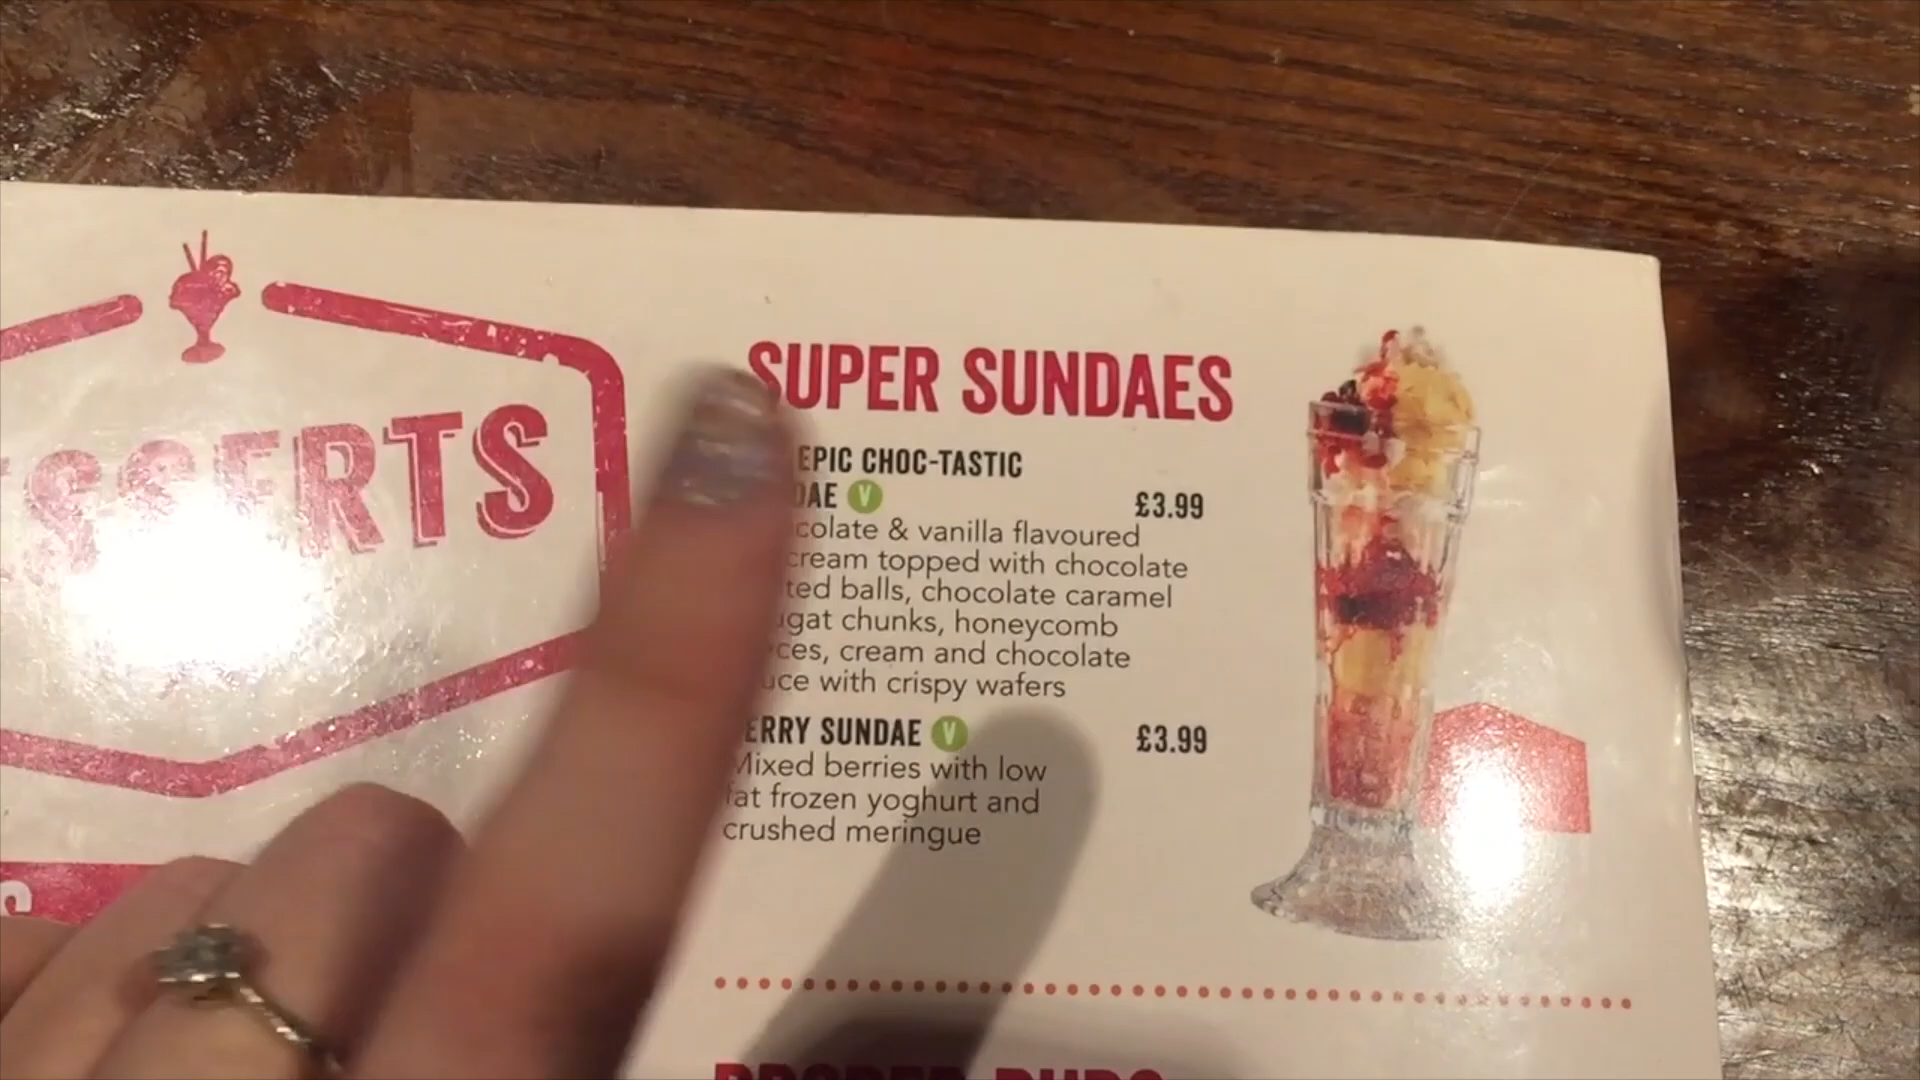 SSERTS
SUPER SUNDAES
EPIC CHOC-TASTIC
DAE V £3.99
colate & vanilla flavoured
cream topped with chocolate
ted balls, chocolate caramel
ugat chunks, honeycomb
ces, cream and chocolate
uce with crispy wafers
ERRY SUNDAE V £3.99
Mixed berries with low
fat frozen yoghurt and
crushed meringue